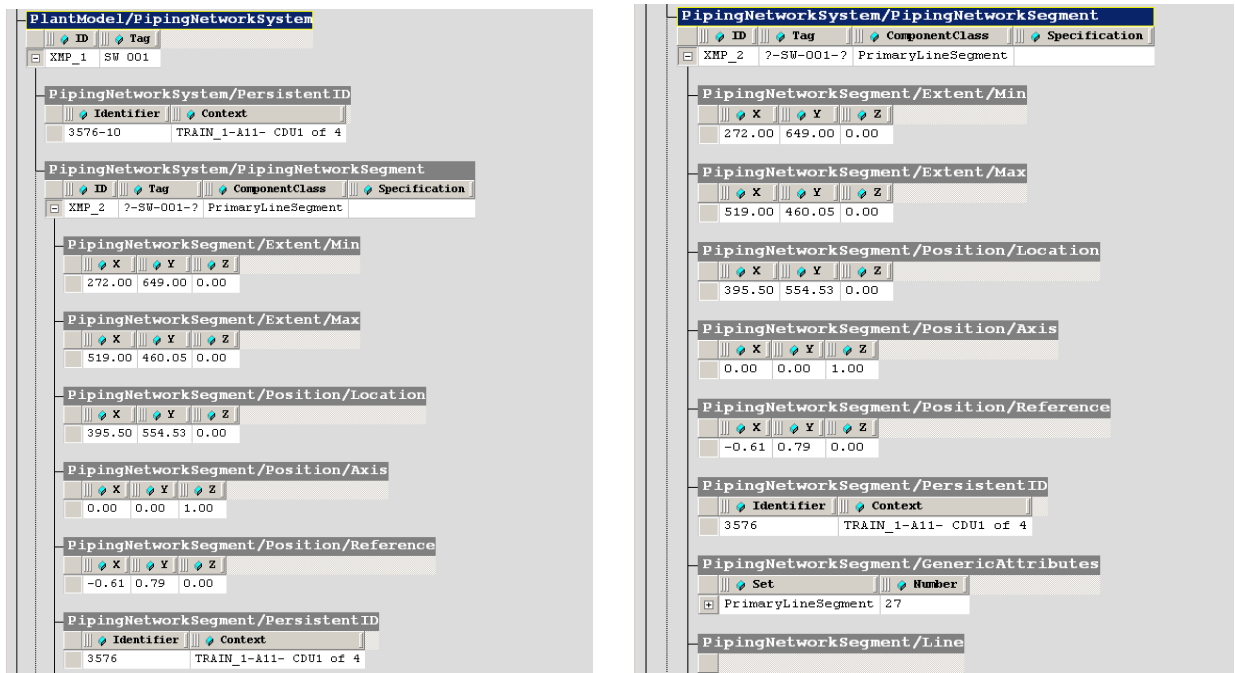 PlantModel/PipingNetworkSystem
ID Tag
XMP_1 SW 001
PipingNetworkSystem/PersistentID
Identifier Context
3576-10 TRAIN_1-A11- CDU1 of 4
PipingNetworkSystem/PipingNetworkSegment
ID Tag ComponentClass Specification
XMP_2 ?-SW-001-? PrimaryLineSegment
PipingNetworkSegment/Extent/Min
X Y Z
272.00 649.00 0.00
PipingNetworkSegment/Extent/Max
X Y Z
519.00 460.05 0.00
PipingNetworkSegment/Position/Location
X Y Z
395.50 554.53 0.00
PipingNetworkSegment/Position/Axis
X Y Z
0.00 0.00 1.00
PipingNetworkSegment/Position/Reference
X Y Z
-0.61 0.79 0.00
PipingNetworkSegment/PersistentID
Identifier Context
3576 TRAIN_1-A11- CDU1 of 4
PipingNetworkSystem/PipingNetworkSegment
ID Tag ComponentClass Specification
XMP_2 ?-SW-001-? PrimaryLineSegment
PipingNetworkSegment/Extent/Min
X Y Z
272.00 649.00 0.00
PipingNetworkSegment/Extent/Max
X Y Z
519.00 460.05 0.00
PipingNetworkSegment/Position/Location
X Y Z
395.50 554.53 0.00
PipingNetworkSegment/Position/Axis
X Y Z
0.00 0.00 1.00
PipingNetworkSegment/Position/Reference
X Y Z
-0.61 0.79 0.00
PipingNetworkSegment/PersistentID
Identifier Context
3576 TRAIN_1-A11- CDU1 of 4
PipingNetworkSegment/GenericAttributes
Set Number
PrimaryLineSegment 27
PipingNetworkSegment/Line